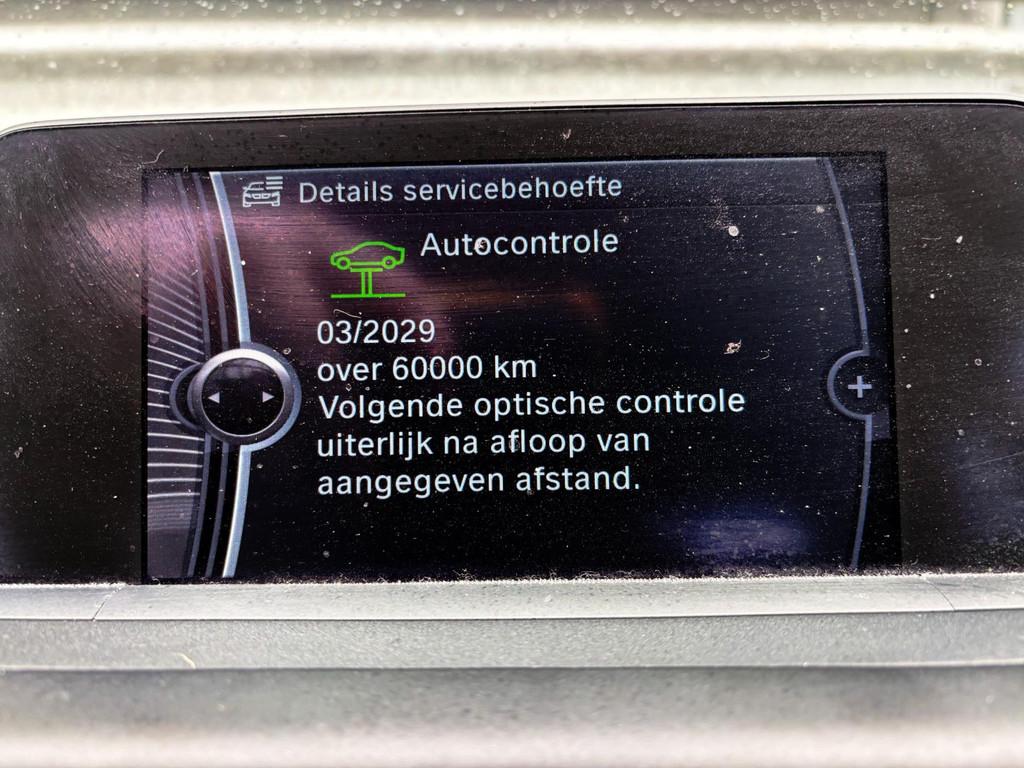 Details servicebehoefte
Autocontrole
03/2029
over 60000 km
Volgende optische controle
uiterlijk na afloop van
aangegeven afstand.